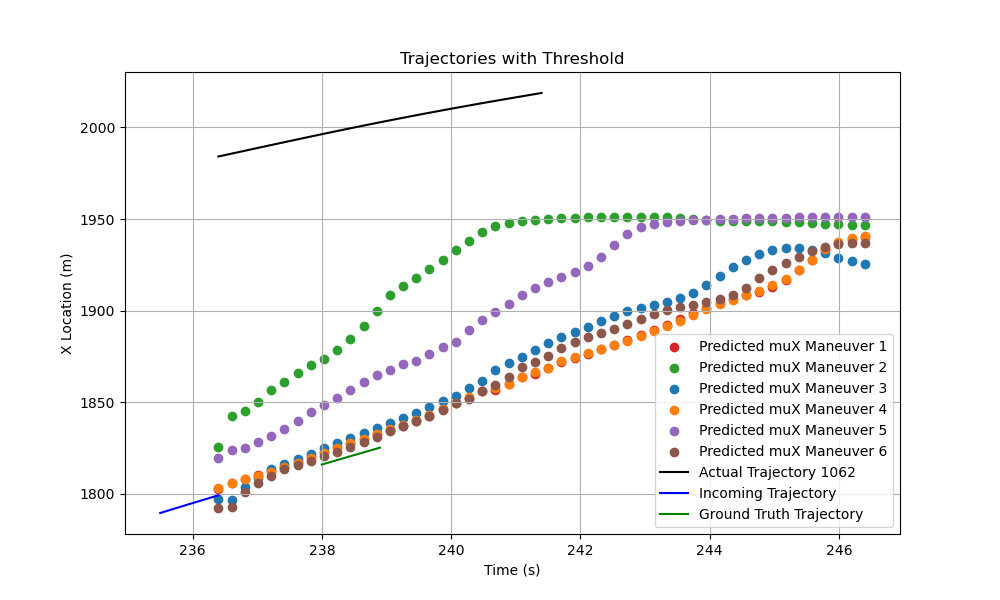 Trajectories with Threshold
X Location (m)
2000
1950
1900
1850
1800
236
238
240
242
244
246
Time (s)
Predicted muX Maneuver 1
Predicted muX Maneuver 2
Predicted muX Maneuver 3
Predicted muX Maneuver 4
Predicted muX Maneuver 5
Predicted muX Maneuver 6
Actual Trajectory 1062
Incoming Trajectory
Ground Truth Trajectory